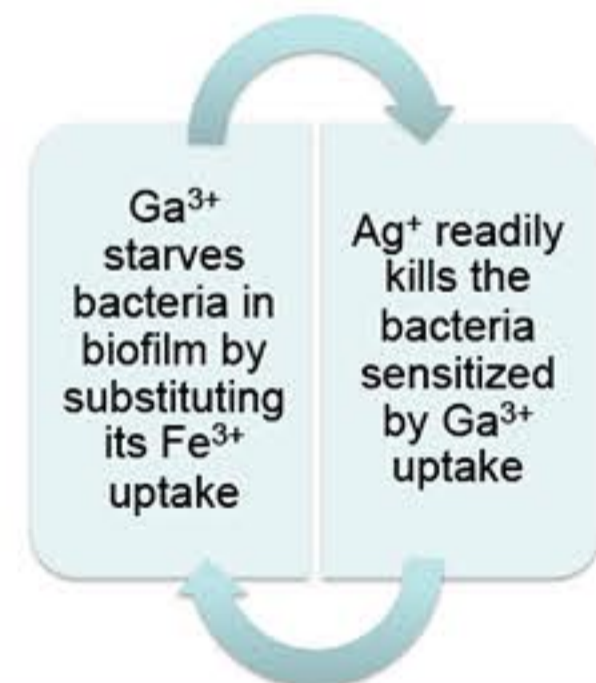 Ga³⁺
starves
bacteria in
biofilm by
substituting
its Fe³⁺
uptake
Ag⁺ readily
kills the
bacteria
sensitized
by Ga³⁺
uptake